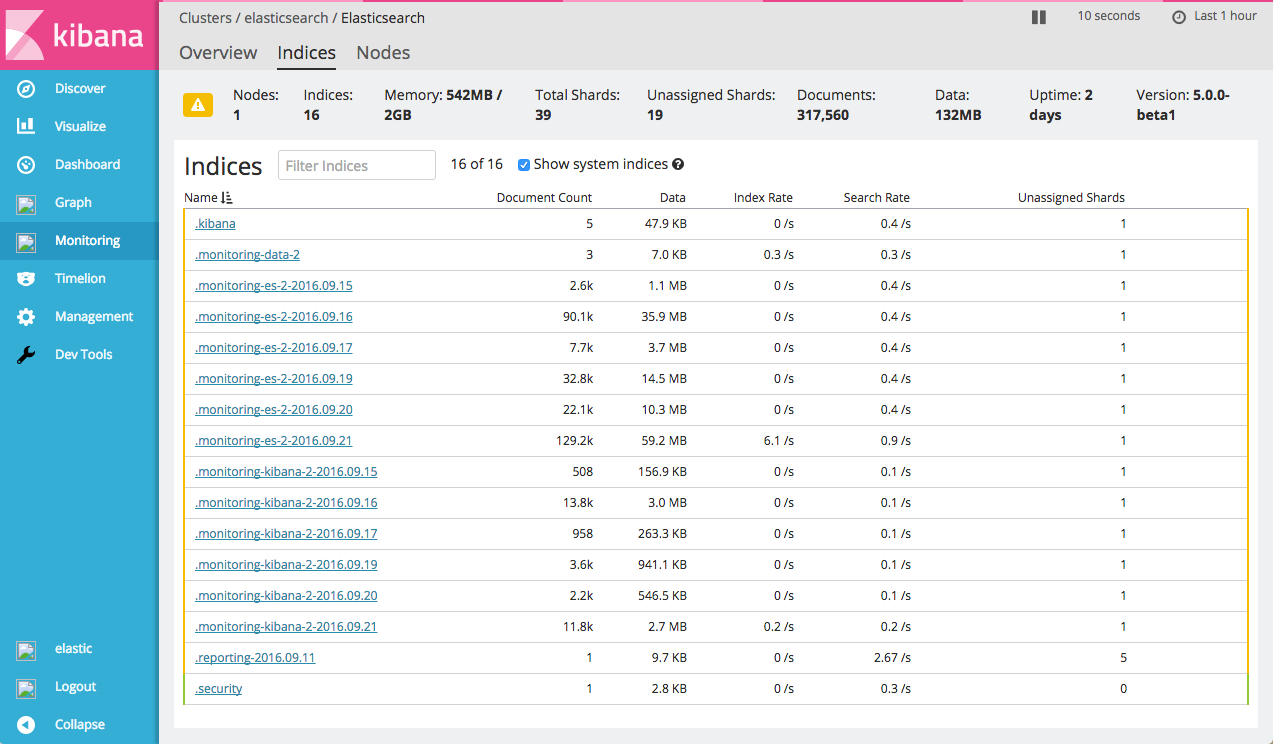 kibana
Clusters / elasticsearch / Elasticsearch
10 seconds
Last 1 hour
Overview Indices Nodes
Discover
Visualize
Dashboard
Graph
Monitoring
Timelion
Management
Dev Tools
elastic
Logout
Collapse
Nodes: Indices: Memory: 542MB / Total Shards: Unassigned Shards: Documents: Data: Uptime: 2 Version: 5.0.0-
1 16 2GB 39 19 317,560 132MB days beta1
Indices Filter Indices 16 of 16 Show system indices ?
Name Document Count Data Index Rate Search Rate Unassigned Shards
.kibana 5 47.9 KB 0 /s 0.4 /s 1
.monitoring-data-2 3 7.0 KB 0.3 /s 0.3 /s 1
.monitoring-es-2-2016.09.15 2.6k 1.1 MB 0 /s 0.4 /s 1
.monitoring-es-2-2016.09.16 90.1k 35.9 MB 0 /s 0.4 /s 1
.monitoring-es-2-2016.09.17 7.7k 3.7 MB 0 /s 0.4 /s 1
.monitoring-es-2-2016.09.19 32.8k 14.5 MB 0 /s 0.4 /s 1
.monitoring-es-2-2016.09.20 22.1k 10.3 MB 0 /s 0.4 /s 1
.monitoring-es-2-2016.09.21 129.2k 59.2 MB 6.1 /s 0.9 /s 1
.monitoring-kibana-2-2016.09.15 508 156.9 KB 0 /s 0.1 /s 1
.monitoring-kibana-2-2016.09.16 13.8k 3.0 MB 0 /s 0.1 /s 1
.monitoring-kibana-2-2016.09.17 958 263.3 KB 0 /s 0.1 /s 1
.monitoring-kibana-2-2016.09.19 3.6k 941.1 KB 0 /s 0.1 /s 1
.monitoring-kibana-2-2016.09.20 2.2k 546.5 KB 0 /s 0.1 /s 1
.monitoring-kibana-2-2016.09.21 11.8k 2.7 MB 0.2 /s 0.2 /s 1
.reporting-2016.09.11 1 9.7 KB 0 /s 2.67 /s 5
.security 1 2.8 KB 0 /s 0.3 /s 0